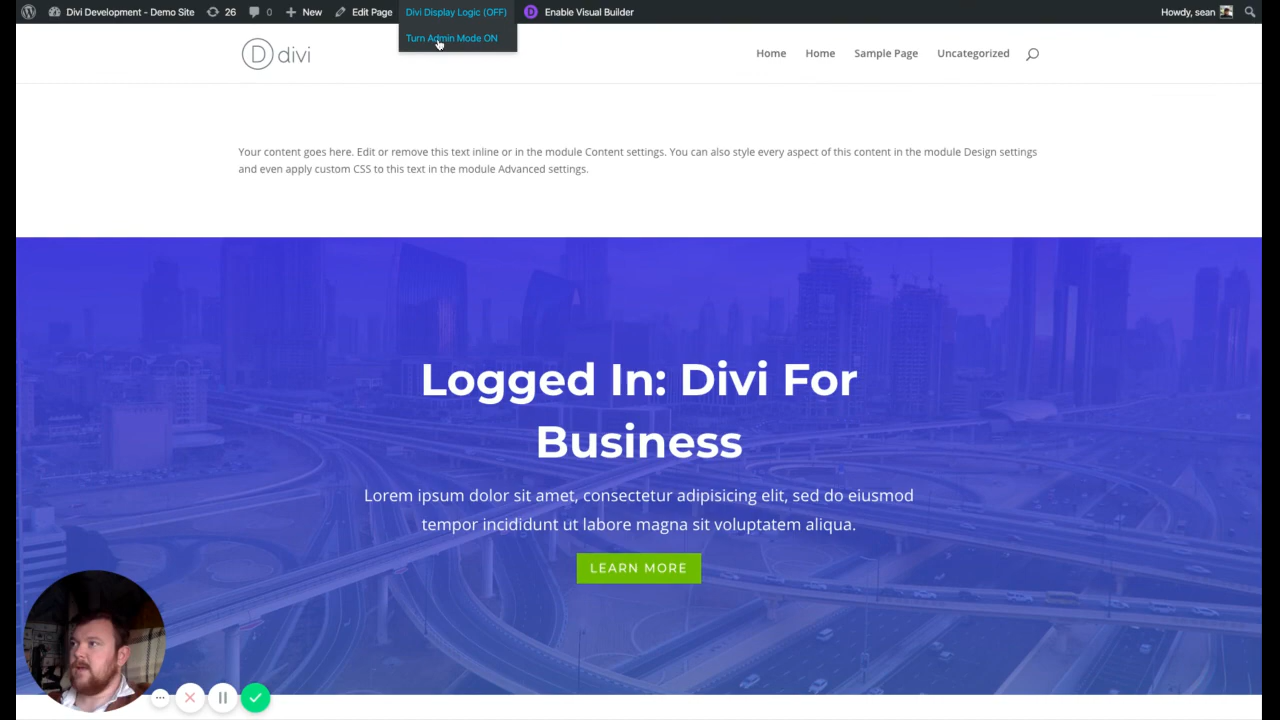 Divi Development - Demo Site 26 0 New Edit Page Divi Display Logic (OFF) Enable Visual Builder Howdy, sean
Turn Admin Mode ON
D divi Home Home Sample Page Uncategorized
Your content goes here. Edit or remove this text inline or in the module Content settings. You can also style every aspect of this content in the module Design settings
and even apply custom CSS to this text in the module Advanced settings.
Logged In: Divi For
Business
Lorem ipsum dolor sit amet, consectetur adipisicing elit, sed do eiusmod
tempor incididunt ut labore magna sit voluptatem aliqua.
LEARN MORE